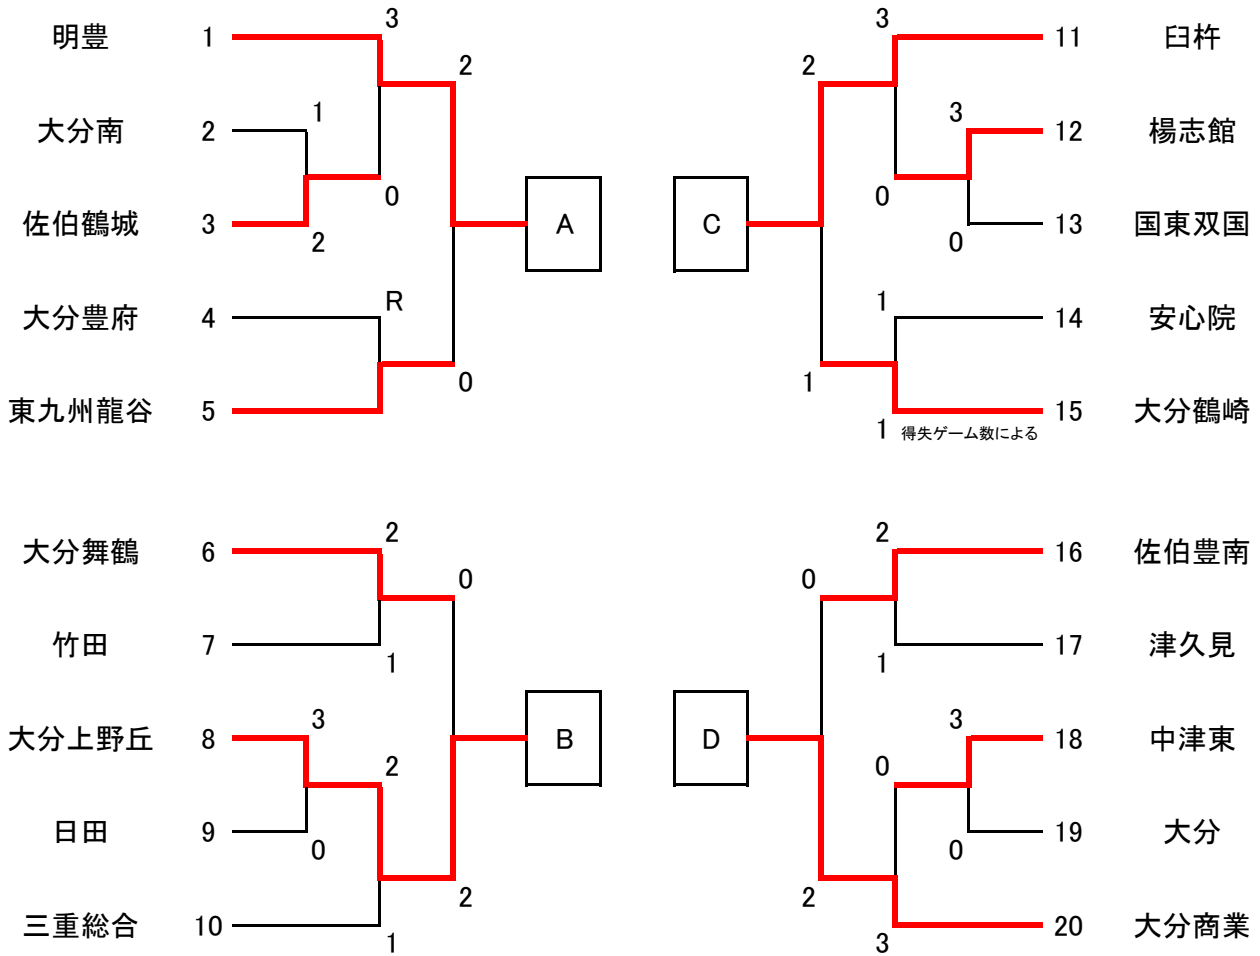 明豊 1 3
大分南 2 1
佐伯鶴城 3 2 0
2
A
大分豊府 4 R
東九州龍谷 5 0
3 11 臼杵
2
3 12 楊志館
0 0 13 国東双国
C
1 14 安心院
1
1 得失ゲーム数による 15 大分鶴崎
大分舞鶴 6 2
0
竹田 7 1
B
大分上野丘 8 3
2
日田 9 0
2
三重総合 10 1
2 16 佐伯豊南
0
1 17 津久見
D
3 18 中津東
0
0 19 大分
2
3 20 大分商業